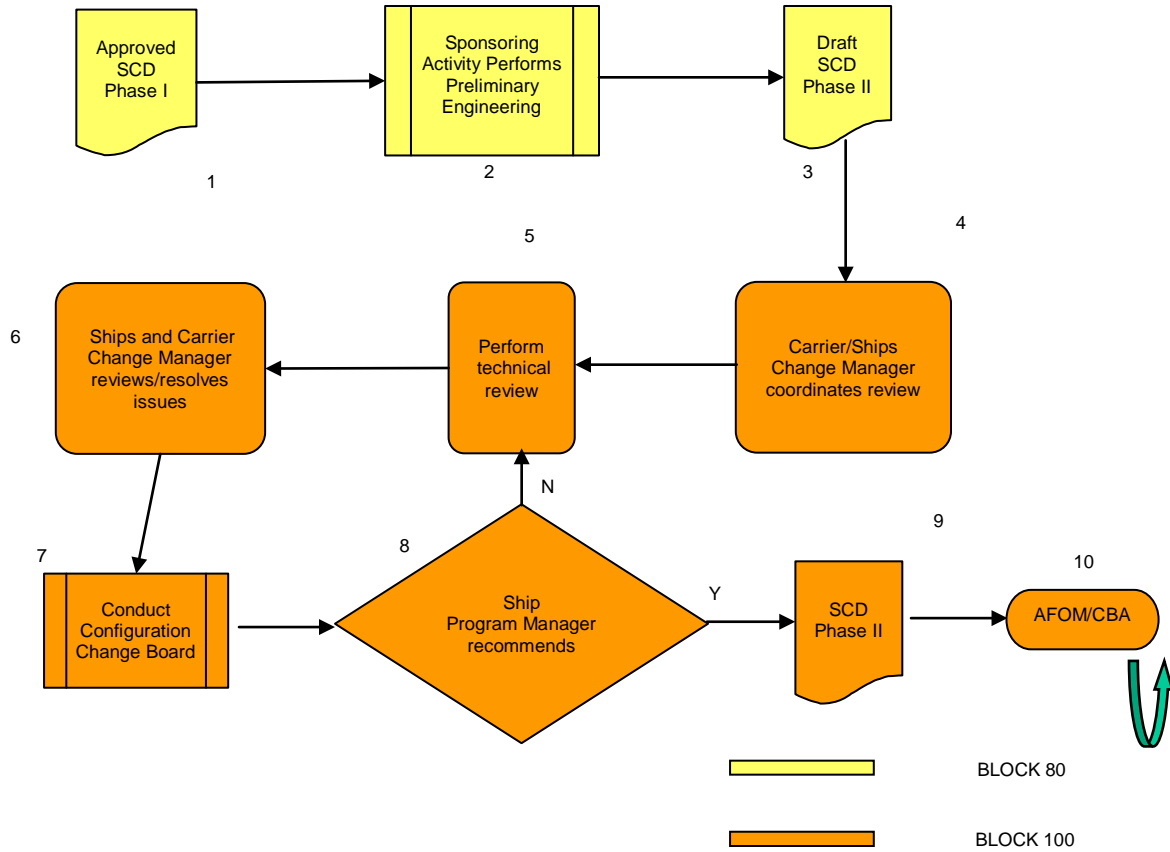 Approved
SCD
Phase I
Sponsoring
Activity Performs
Preliminary
Engineering
Draft
SCD
Phase II
1
2
3
4
5
6
Ships and Carrier
Change Manager
reviews/resolves
issues
Perform
technical
review
Carrier/Ships
Change Manager
coordinates review
N
7
8
9
10
Conduct
Configuration
Change Board
Ship
Program Manager
recommends
Y
SCD
Phase II
AFOM/CBA
BLOCK 80
BLOCK 100